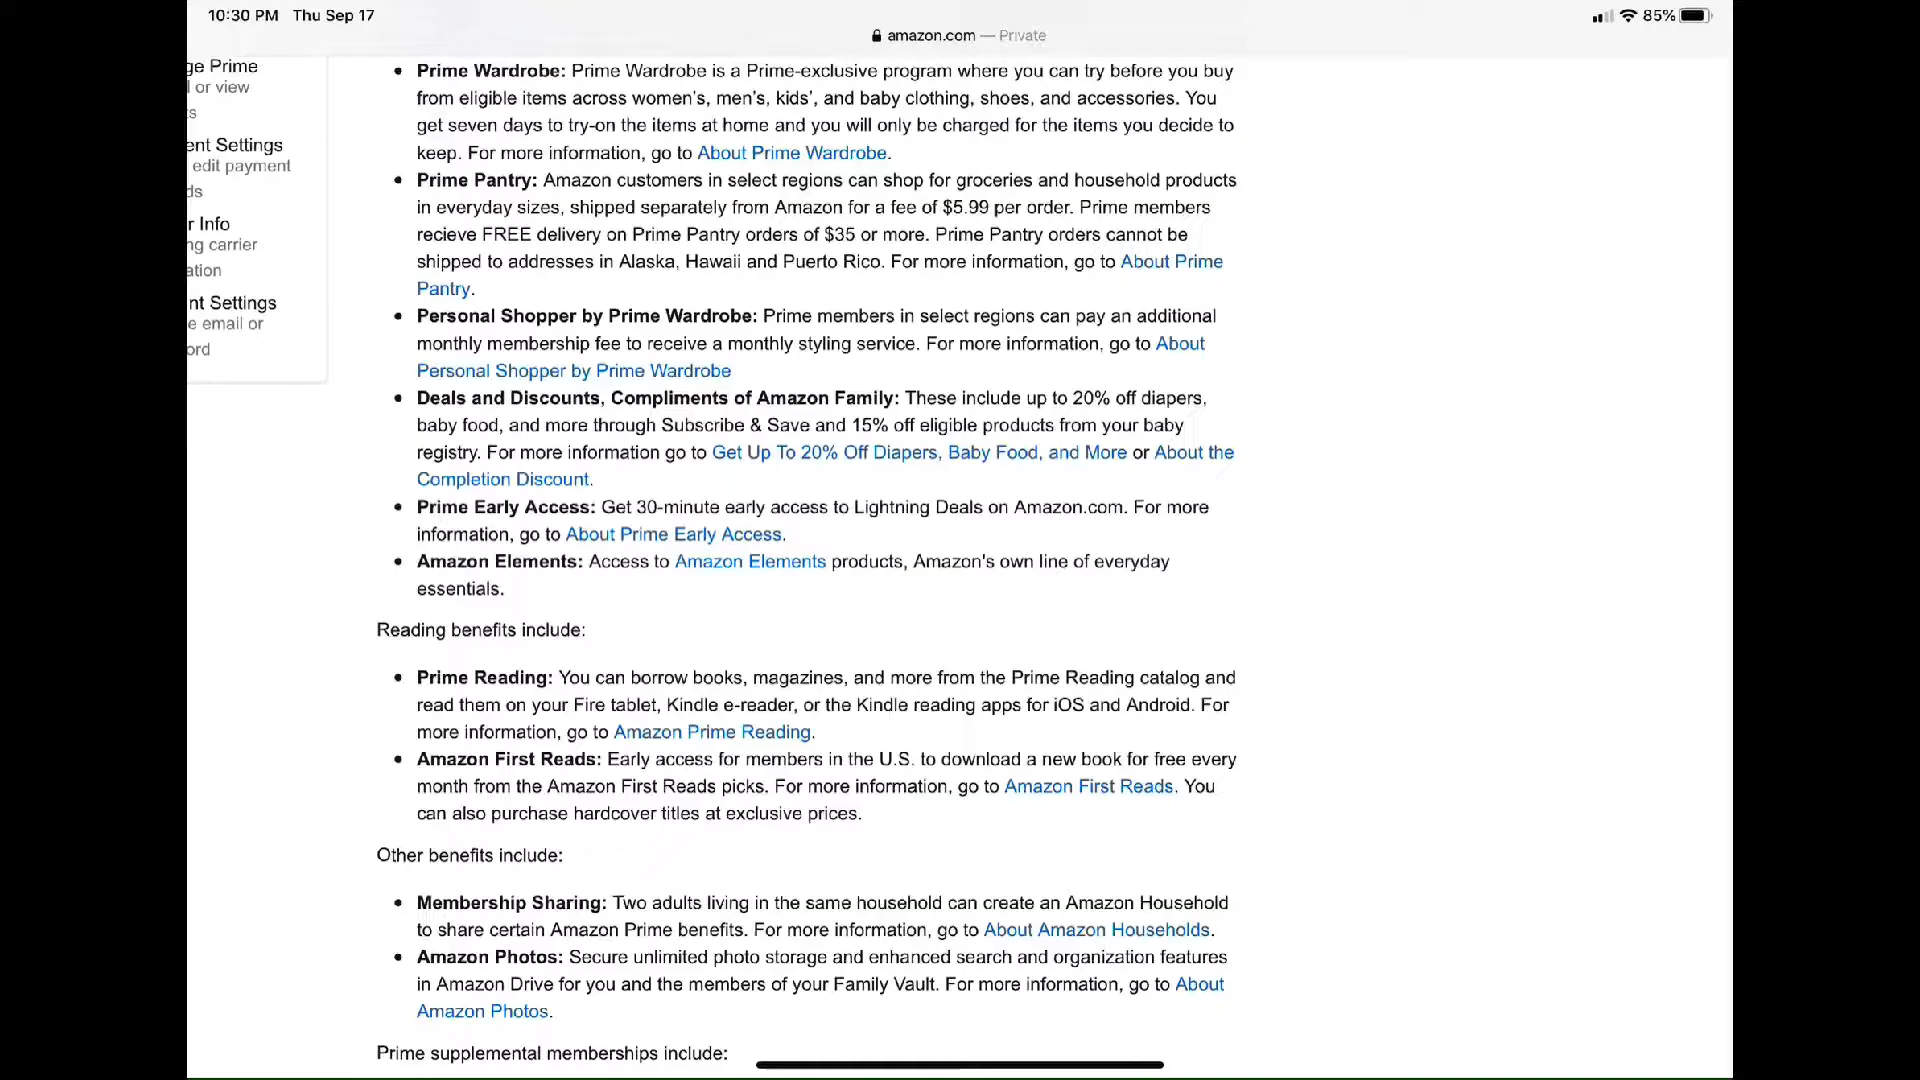 10:30 PM Thu Sep 17
85%
amazon.com — Private
ge Prime
l or view
s
ent Settings
edit payment
ds
r Info
ng carrier
ation
nt Settings
e email or
ord
• Prime Wardrobe: Prime Wardrobe is a Prime-exclusive program where you can try before you buy
from eligible items across women's, men's, kids', and baby clothing, shoes, and accessories. You
get seven days to try-on the items at home and you will only be charged for the items you decide to
keep. For more information, go to About Prime Wardrobe.
• Prime Pantry: Amazon customers in select regions can shop for groceries and household products
in everyday sizes, shipped separately from Amazon for a fee of $5.99 per order. Prime members
recieve FREE delivery on Prime Pantry orders of $35 or more. Prime Pantry orders cannot be
shipped to addresses in Alaska, Hawaii and Puerto Rico. For more information, go to About Prime
Pantry.
• Personal Shopper by Prime Wardrobe: Prime members in select regions can pay an additional
monthly membership fee to receive a monthly styling service. For more information, go to About
Personal Shopper by Prime Wardrobe
• Deals and Discounts, Compliments of Amazon Family: These include up to 20% off diapers,
baby food, and more through Subscribe & Save and 15% off eligible products from your baby
registry. For more information go to Get Up To 20% Off Diapers, Baby Food, and More or About the
Completion Discount.
• Prime Early Access: Get 30-minute early access to Lightning Deals on Amazon.com. For more
information, go to About Prime Early Access.
• Amazon Elements: Access to Amazon Elements products, Amazon's own line of everyday
essentials.
Reading benefits include:
• Prime Reading: You can borrow books, magazines, and more from the Prime Reading catalog and
read them on your Fire tablet, Kindle e-reader, or the Kindle reading apps for iOS and Android. For
more information, go to Amazon Prime Reading.
• Amazon First Reads: Early access for members in the U.S. to download a new book for free every
month from the Amazon First Reads picks. For more information, go to Amazon First Reads. You
can also purchase hardcover titles at exclusive prices.
Other benefits include:
• Membership Sharing: Two adults living in the same household can create an Amazon Household
to share certain Amazon Prime benefits. For more information, go to About Amazon Households.
• Amazon Photos: Secure unlimited photo storage and enhanced search and organization features
in Amazon Drive for you and the members of your Family Vault. For more information, go to About
Amazon Photos.
Prime supplemental memberships include: